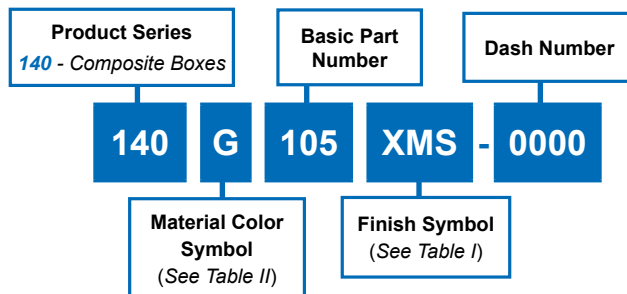 Product Series
140 - Composite Boxes
Basic Part
Number
Dash Number
140 G 105 XMS - 0000
Material Color
Symbol
(See Table II)
Finish Symbol
(See Table I)